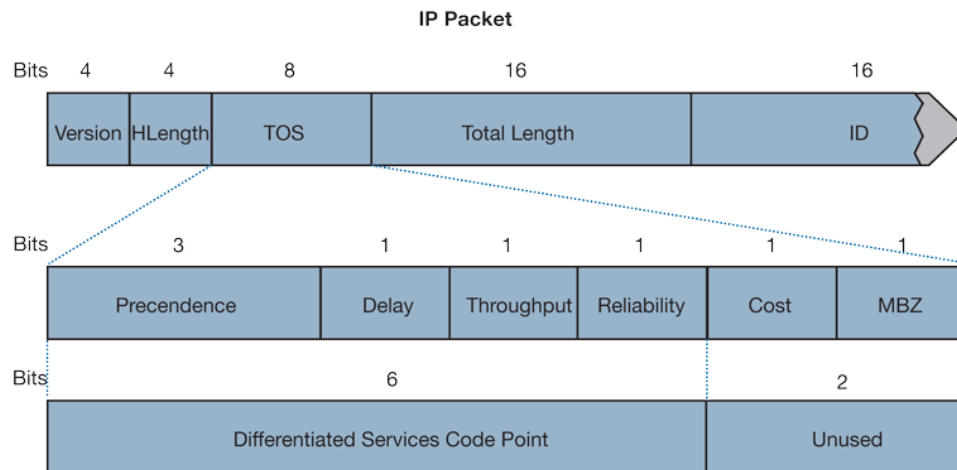 IP Packet
Bits 4 4 8 16 16
Version HLength TOS Total Length ID
Bits 3 1 1 1 1 1
Precendence Delay Throughput Reliability Cost MBZ
Bits 6 2
Differentiated Services Code Point Unused